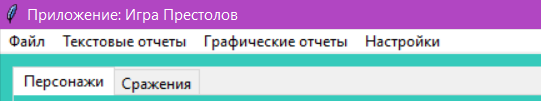 Приложение: Игра Престолов
Файл Текстовые отчеты Графические отчеты Настройки
Персонажи Сражения